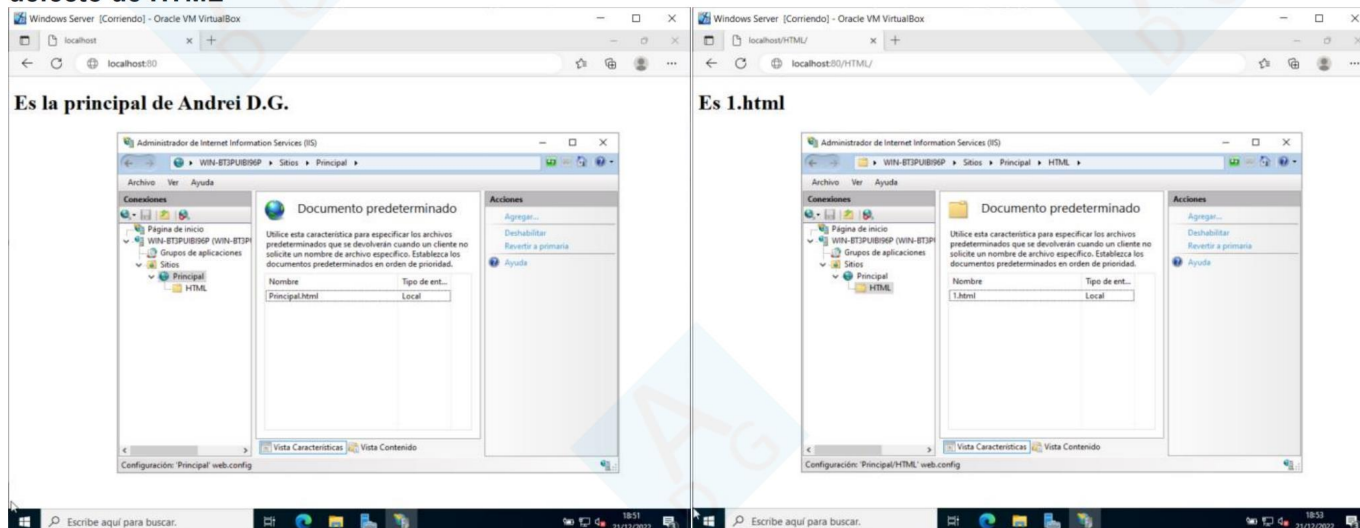 defecto de HTML
Windows Server [Corriendo] - Oracle VM VirtualBox
localhost
localhost:80
Es la principal de Andrei D.G.
Administrador de Internet Information Services (IIS)
WIN-BT3PUIBI96P ▸ Sitios ▸ Principal ▸
Archivo Ver Ayuda
Conexiones
Página de inicio
WIN-BT3PUIBI96P (WIN-BT3P
Grupos de aplicaciones
Sitios
Principal
HTML
Documento predeterminado
Utilice esta característica para especificar los archivos
predeterminados que se devolverán cuando un cliente no
solicite un nombre de archivo específico. Establezca los
documentos predeterminados en orden de prioridad.
Nombre Tipo de ent...
Principal.html Local
Vista Características Vista Contenido
Acciones
Agregar...
Deshabilitar
Revertir a primaria
Ayuda
Configuración: 'Principal' web.config
Escribe aquí para buscar.
18:51
21/12/2022
Windows Server [Corriendo] - Oracle VM VirtualBox
localhost/HTML/
localhost:80/HTML/
Es 1.html
Administrador de Internet Information Services (IIS)
WIN-BT3PUIBI96P ▸ Sitios ▸ Principal ▸ HTML ▸
Archivo Ver Ayuda
Conexiones
Página de inicio
WIN-BT3PUIBI96P (WIN-BT3P
Grupos de aplicaciones
Sitios
Principal
HTML
Documento predeterminado
Utilice esta característica para especificar los archivos
predeterminados que se devolverán cuando un cliente no
solicite un nombre de archivo específico. Establezca los
documentos predeterminados en orden de prioridad.
Nombre Tipo de ent...
1.html Local
Vista Características Vista Contenido
Acciones
Agregar...
Deshabilitar
Revertir a primaria
Ayuda
Configuración: 'Principal/HTML' web.config
Escribe aquí para buscar.
18:53
21/12/2022
A
G
D